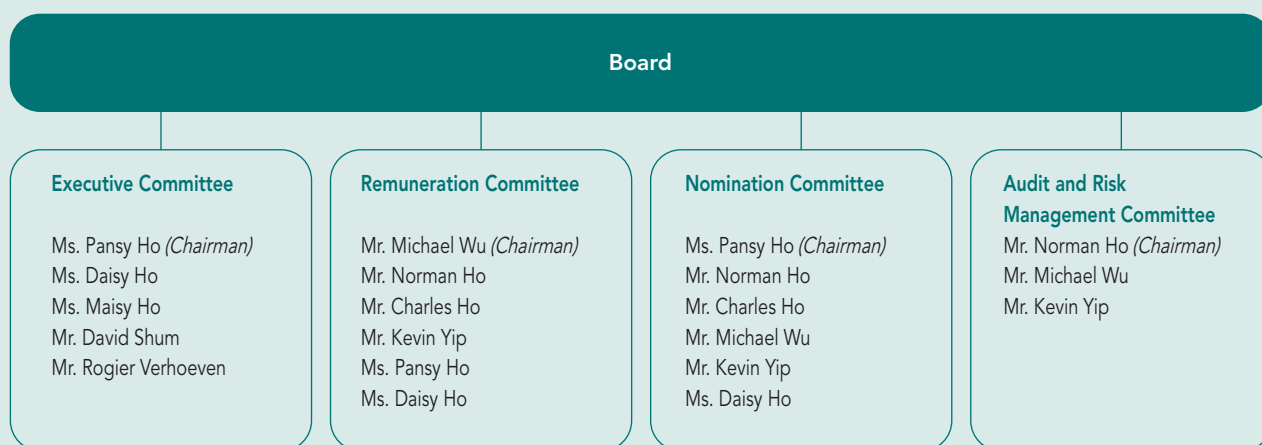 Board
Executive Committee
Ms. Pansy Ho (Chairman)
Ms. Daisy Ho
Ms. Maisy Ho
Mr. David Shum
Mr. Rogier Verhoeven
Remuneration Committee
Mr. Michael Wu (Chairman)
Mr. Norman Ho
Mr. Charles Ho
Mr. Kevin Yip
Ms. Pansy Ho
Ms. Daisy Ho
Nomination Committee
Ms. Pansy Ho (Chairman)
Mr. Norman Ho
Mr. Charles Ho
Mr. Michael Wu
Mr. Kevin Yip
Ms. Daisy Ho
Audit and Risk
Management Committee
Mr. Norman Ho (Chairman)
Mr. Michael Wu
Mr. Kevin Yip